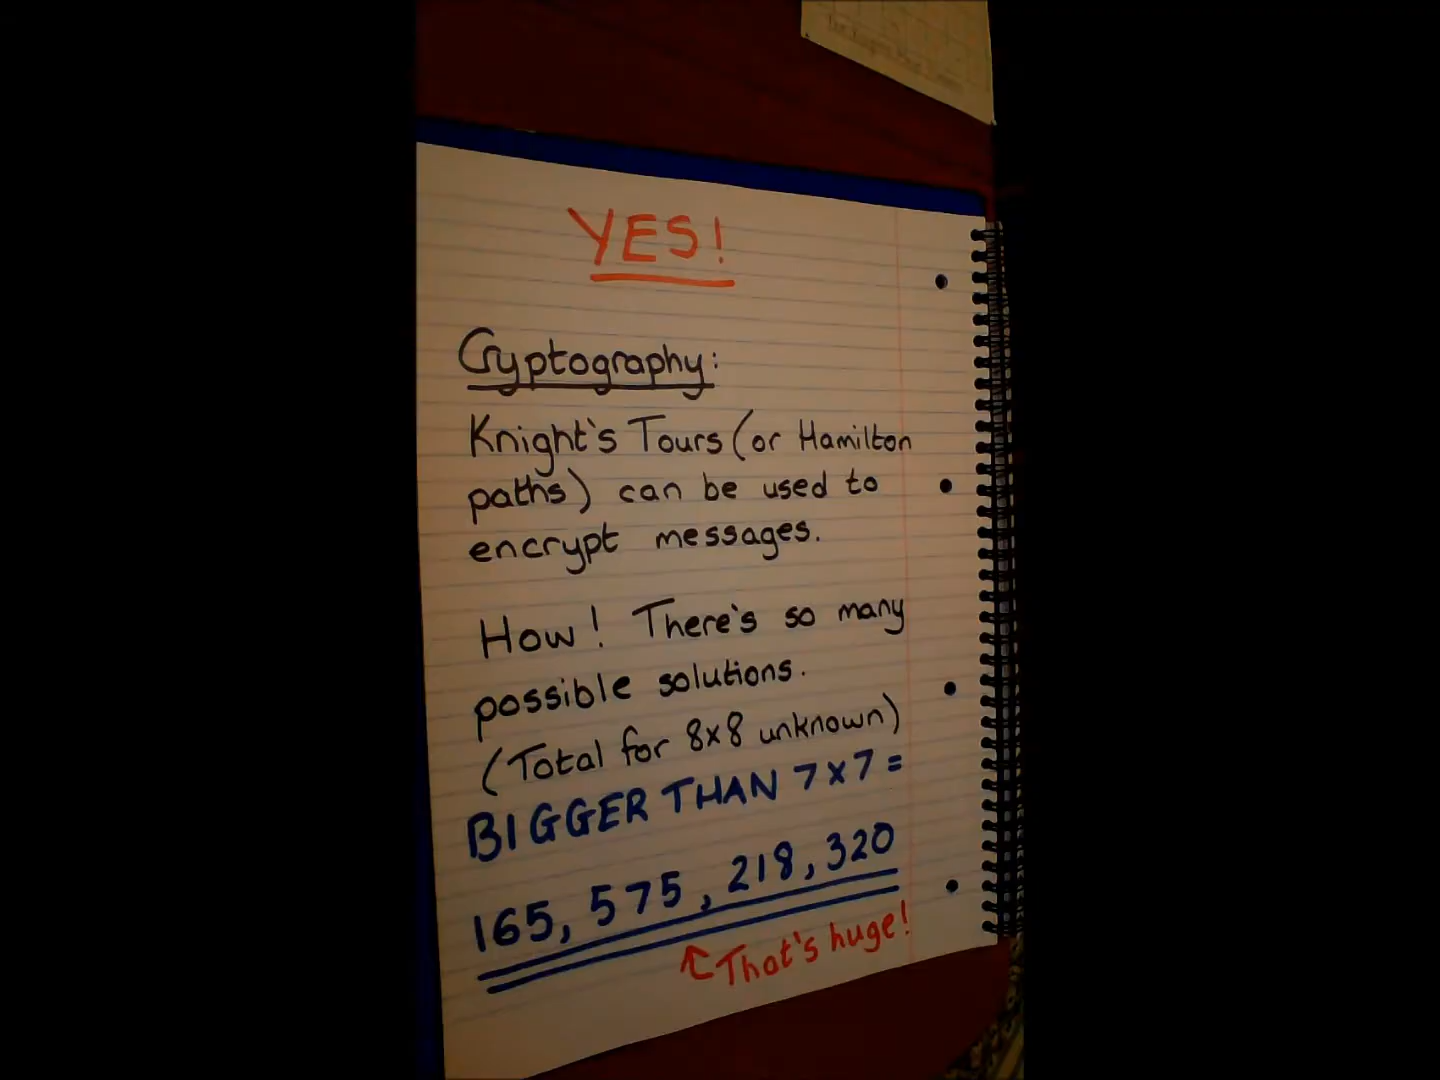 YES!
Cryptography:
Knight's Tours (or Hamilton
paths) can be used to
encrypt messages.
How! There's so many
possible solutions.
(Total for 8x8 unknown)
BIGGER THAN 7x7 =
165, 575, 218, 320
That's huge!